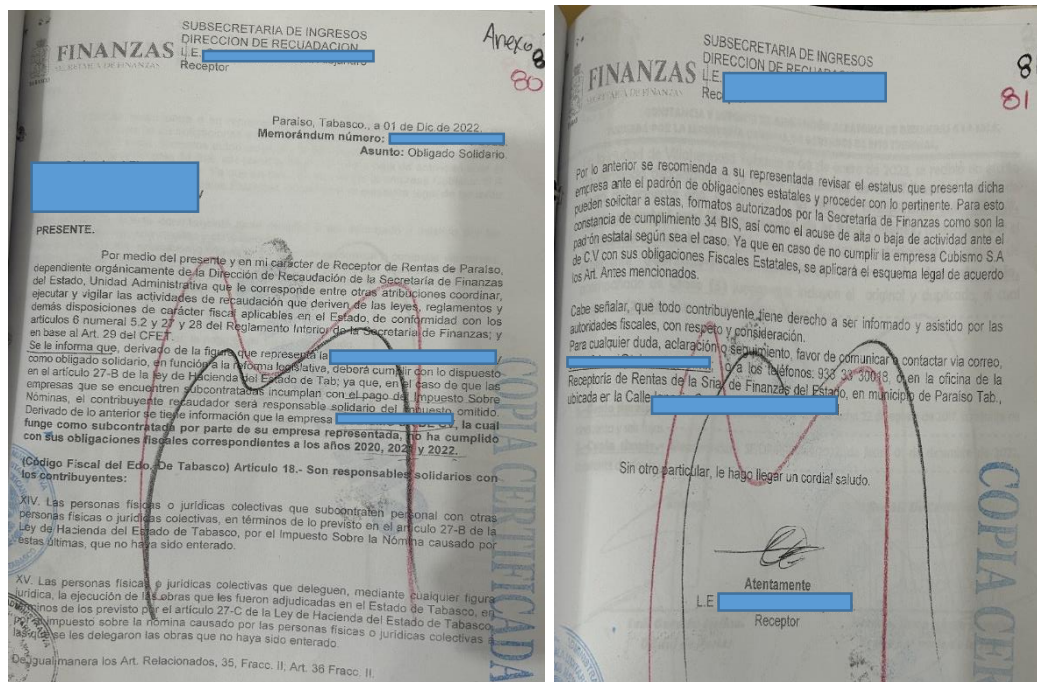 FINANZAS
SECRETARÍA DE FINANZAS
SUBSECRETARIA DE INGRESOS
DIRECCION DE RECUADACION
L.E.
Receptor
Anexo
8
80
Paraiso, Tabasco., a 01 de Dic de 2022.
Memorándum número:
Asunto: Obligado Solidario.
PRESENTE.
Por medio del presente y en mi carácter de Receptor de Rentas de Paraíso,
dependiente orgánicamente de la Dirección de Recaudación de la Secretaría de Finanzas
del Estado, Unidad Administrativa que le corresponde entre otras atribuciones coordinar,
ejecutar y vigilar las actividades de recaudación que deriven de las leyes, reglamentos y
demás disposiciones de carácter fiscal aplicables en el Estado, de conformidad con los
artículos 6 numeral 5.2 y 27 y 28 del Reglamento Interior de la Secretaría de Finanzas; y
en base al Art. 29 del CFET.
Se le informa que, derivado de la figura que representa la
como obligado solidario, en función a la reforma legislativa, deberá cumplir con lo dispuesto
en el artículo 27-B de la ley de Hacienda del Estado de Tab; ya que, en el caso de que las
empresas que se encuentren subcontratadas incumplan con el pago de Impuesto Sobre
Nóminas, el contribuyente recaudador será responsable solidario del Impuesto omitido.
Derivado de lo anterior se tiene información que la empresa la cual
funge como subcontratada por parte de su empresa representada, no ha cumplido
con sus obligaciones fiscales correspondientes a los años 2020, 2021 y 2022.
(Código Fiscal del Edo. De Tabasco) Artículo 18.- Son responsables solidarios con
los contribuyentes:
XIV. Las personas físicas o jurídicas colectivas que subcontraten personal con otras
personas físicas o jurídicas colectivas, en términos de lo previsto en el artículo 27-B de la
Ley de Hacienda del Estado de Tabasco, por el Impuesto Sobre la Nómina causado por
estas últimas, que no haya sido enterado.
XV. Las personas físicas o jurídicas colectivas que deleguen, mediante cualquier figura
jurídica, la ejecución de las obras que les fueron adjudicadas en el Estado de Tabasco, en
términos de los previsto por el artículo 27-C de la Ley de Hacienda del Estado de Tabasco,
impuesto sobre la nómina causado por las personas físicas o jurídicas colectivas a
las que se les delegaron las obras que no haya sido enterado.
De igual manera los Art. Relacionados, 35, Fracc. II, Art. 36 Fracc. II.
COPIA CERTIFICADA
FINANZAS
SECRETARÍA DE FINANZAS
SUBSECRETARIA DE INGRESOS
DIRECCION DE RECUADACION
L.E.
Rec
8
81
Por lo anterior se recomienda a su representada revisar el estatus que presenta dicha
empresa ante el padrón de obligaciones estatales y proceder con lo pertinente. Para esto
pueden solicitar a estas, formatos autorizados por la Secretaría de Finanzas como son la
constancia de cumplimiento 34 BIS, así como el acuse de alta o baja de actividad ante el
padrón estatal según sea el caso. Ya que en caso de no cumplir la empresa Cubismo S.A
de C.V con sus obligaciones Fiscales Estatales, se aplicará el esquema legal de acuerdo
los Art. Antes mencionados.
Cabe señalar, que todo contribuyente tiene derecho a ser informado y asistido por las
autoridades fiscales, con respeto y consideración.
Para cualquier duda, aclaración o seguimiento, favor de comunicar a contactar via correo,
o a los teléfonos: 933 33 30018, o en la oficina de la
Receptoría de Rentas de la Sria de Finanzas del Estado, en municipio de Paraíso Tab.,
ubicada en la Calle
Sin otro particular, le hago llegar un cordial saludo.
Atentamente
L.E
Receptor
COPIA CER